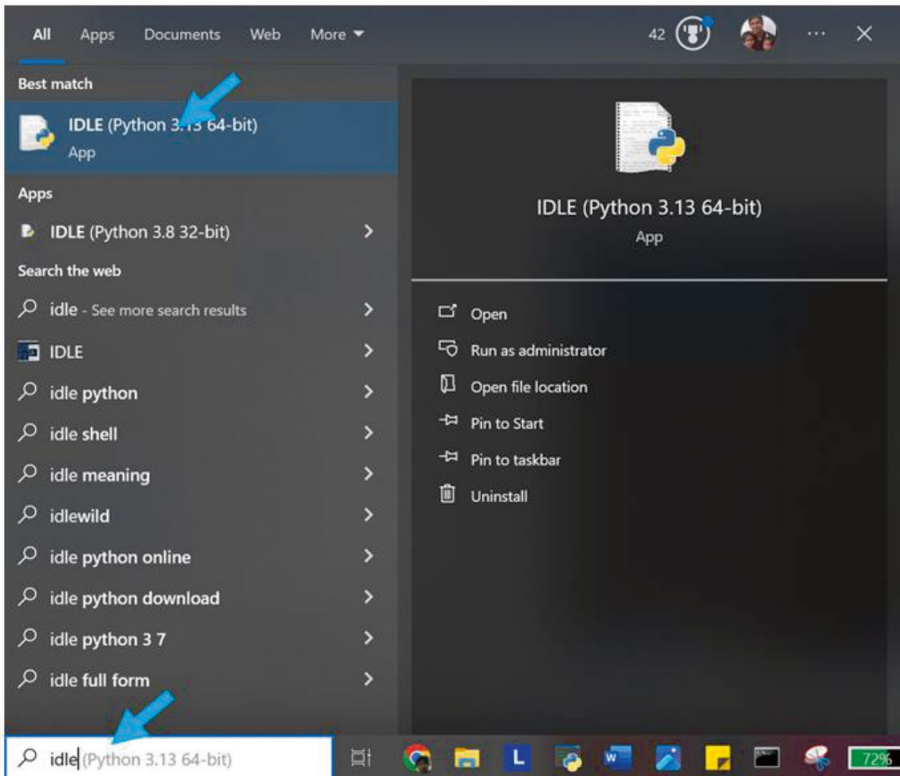 All Apps Documents Web More 42 ...
Best match
IDLE (Python 3.13 64-bit)
App
Apps
IDLE (Python 3.8 32-bit)
Search the web
idle - See more search results
IDLE
idle python
idle shell
idle meaning
idlewild
idle python online
idle python download
idle python 3 7
idle full form
IDLE (Python 3.13 64-bit)
App
Open
Run as administrator
Open file location
Pin to Start
Pin to taskbar
Uninstall
idle (Python 3.13 64-bit)
L
W
72%